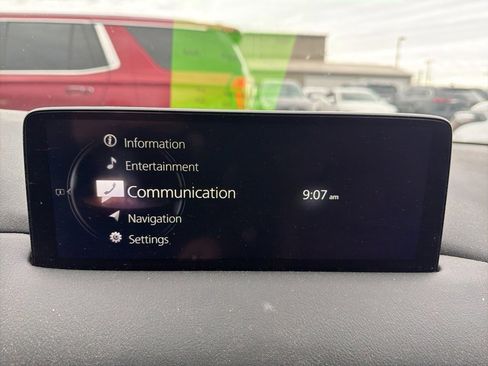 Information
Entertainment
Communication 9:07 am
Navigation
Settings